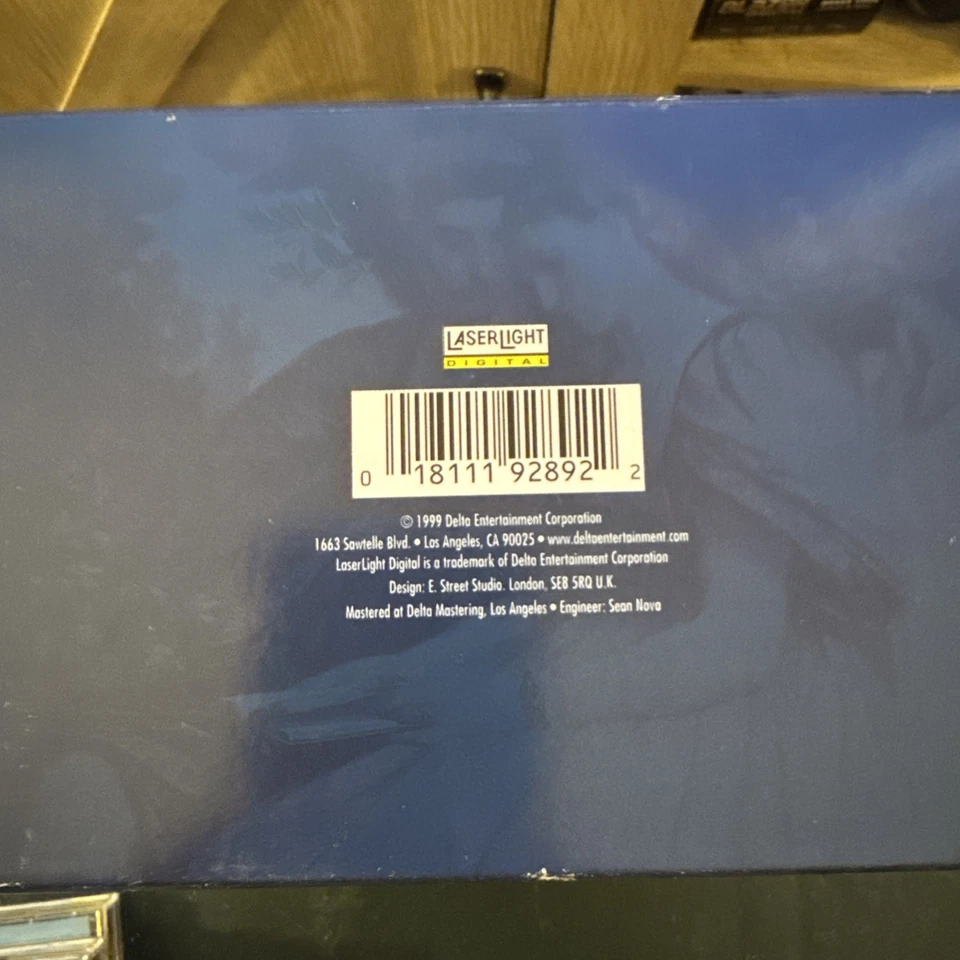 LASERLIGHT
DIGITAL
0 18111 92892 2
© 1999 Delta Entertainment Corporation
1663 Sawtelle Blvd. • Los Angeles, CA 90025 • www.deltaentertainment.com
LaserLight Digital is a trademark of Delta Entertainment Corporation
Design: E. Street Studio. London, SE8 5RQ U.K.
Mastered at Delta Mastering, Los Angeles • Engineer: Sean Nova